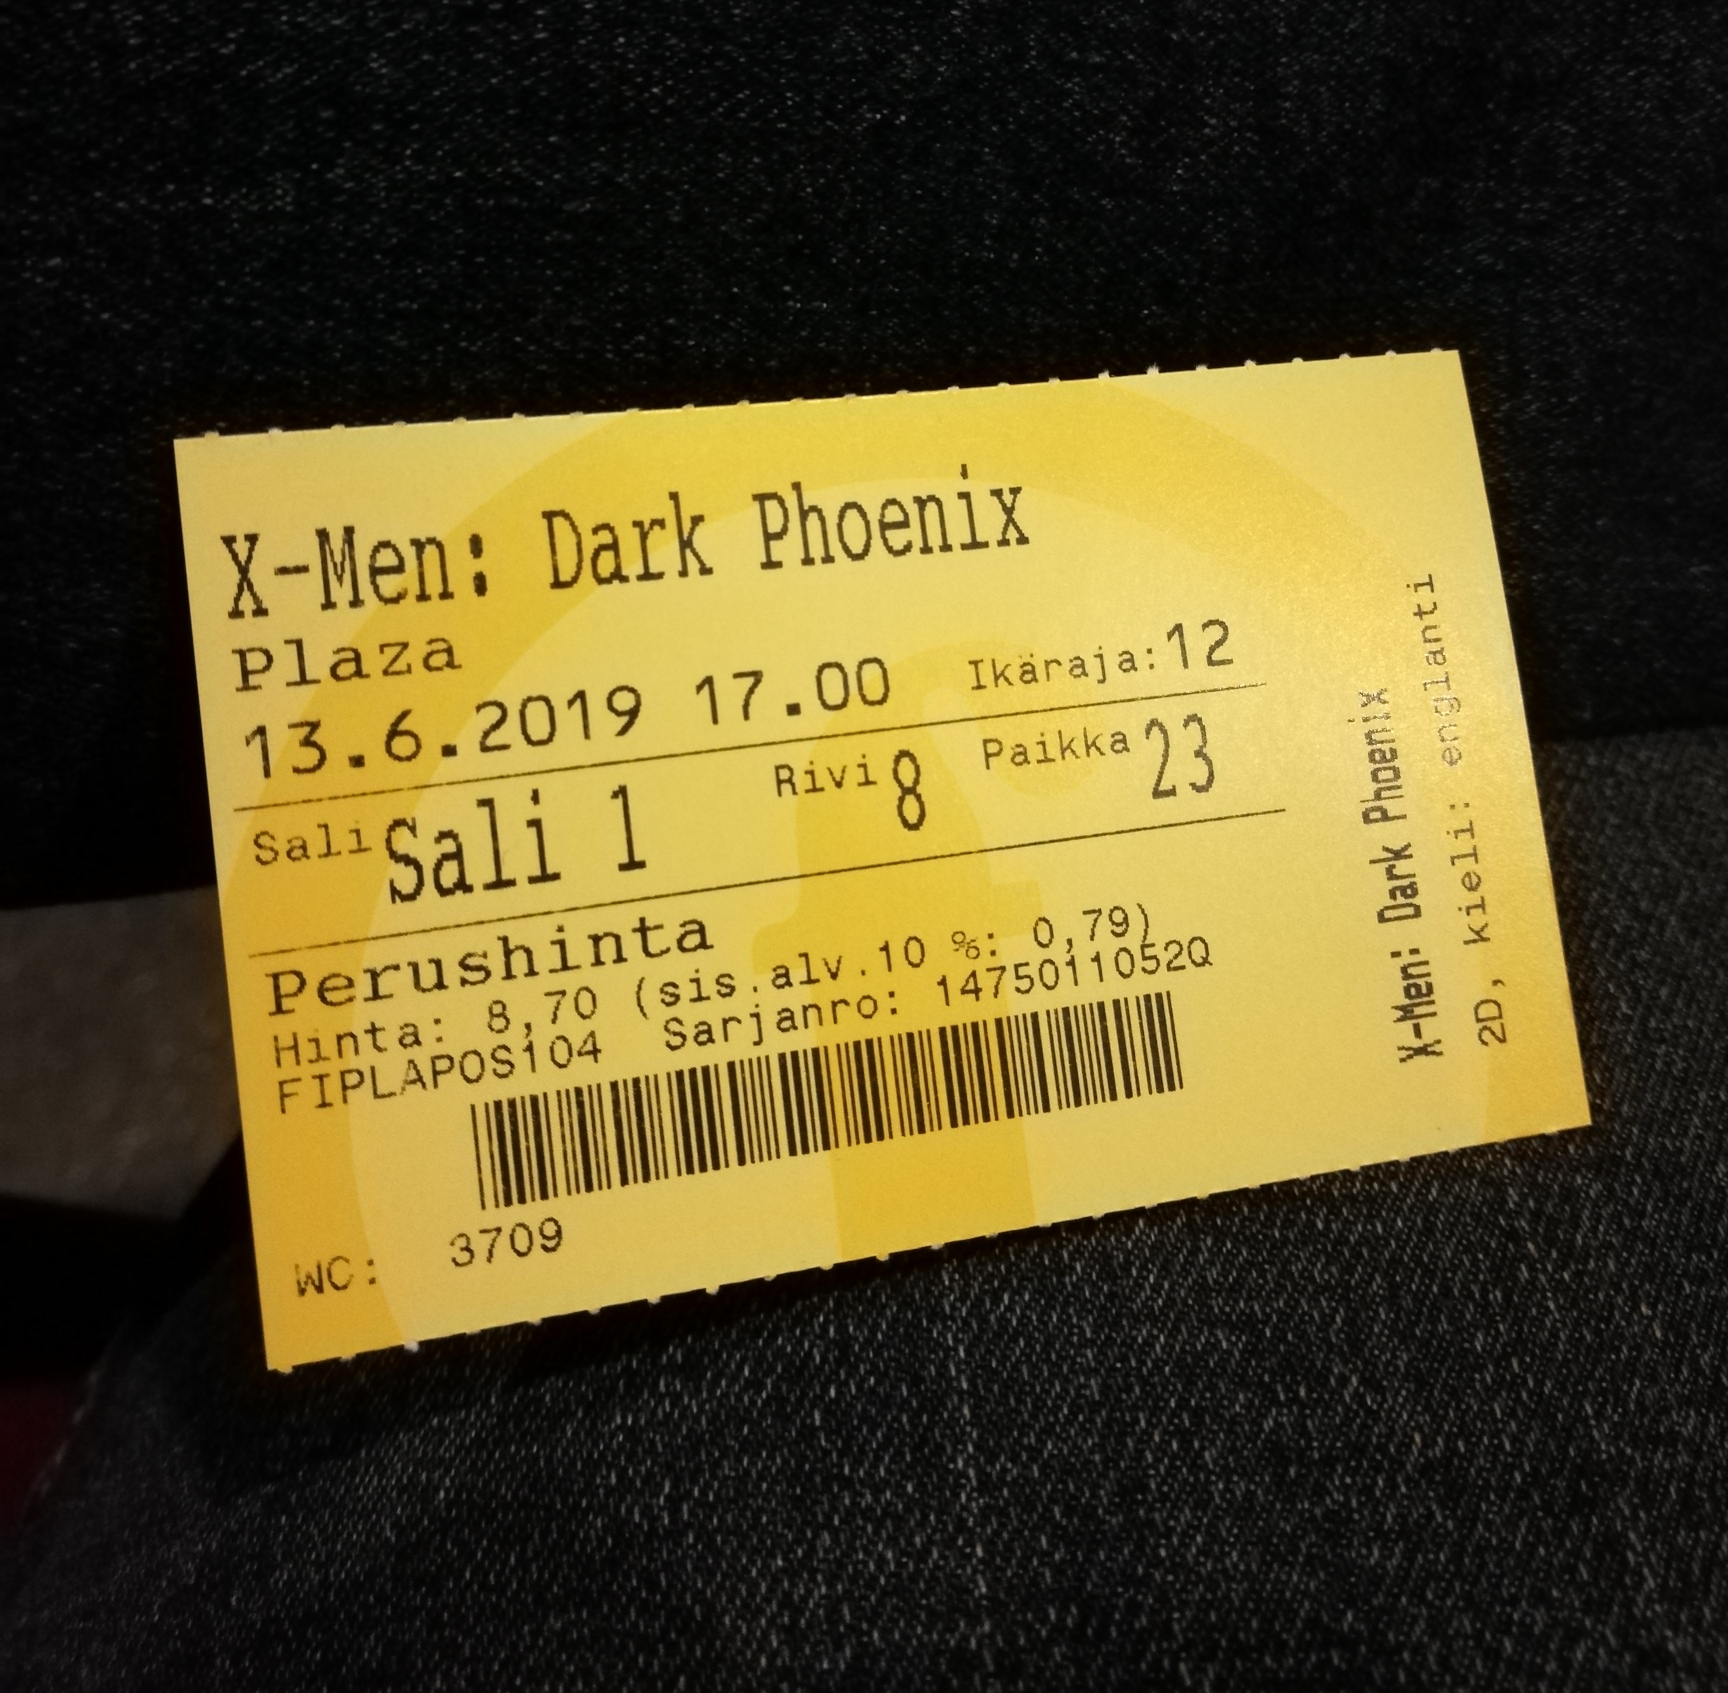 X-Men: Dark Phoenix
Plaza
13.6.2019 17.00 Ikäraja:12
Sali Sali 1 Rivi 8 Paikka 23
Perushinta
Hinta: 8,70 (sis.alv.10 %: 0,79)
FIPLAPOS104 Sarjanro: 1475011052Q
WC: 3709
X-Men: Dark Phoenix
2D, kieli: englanti